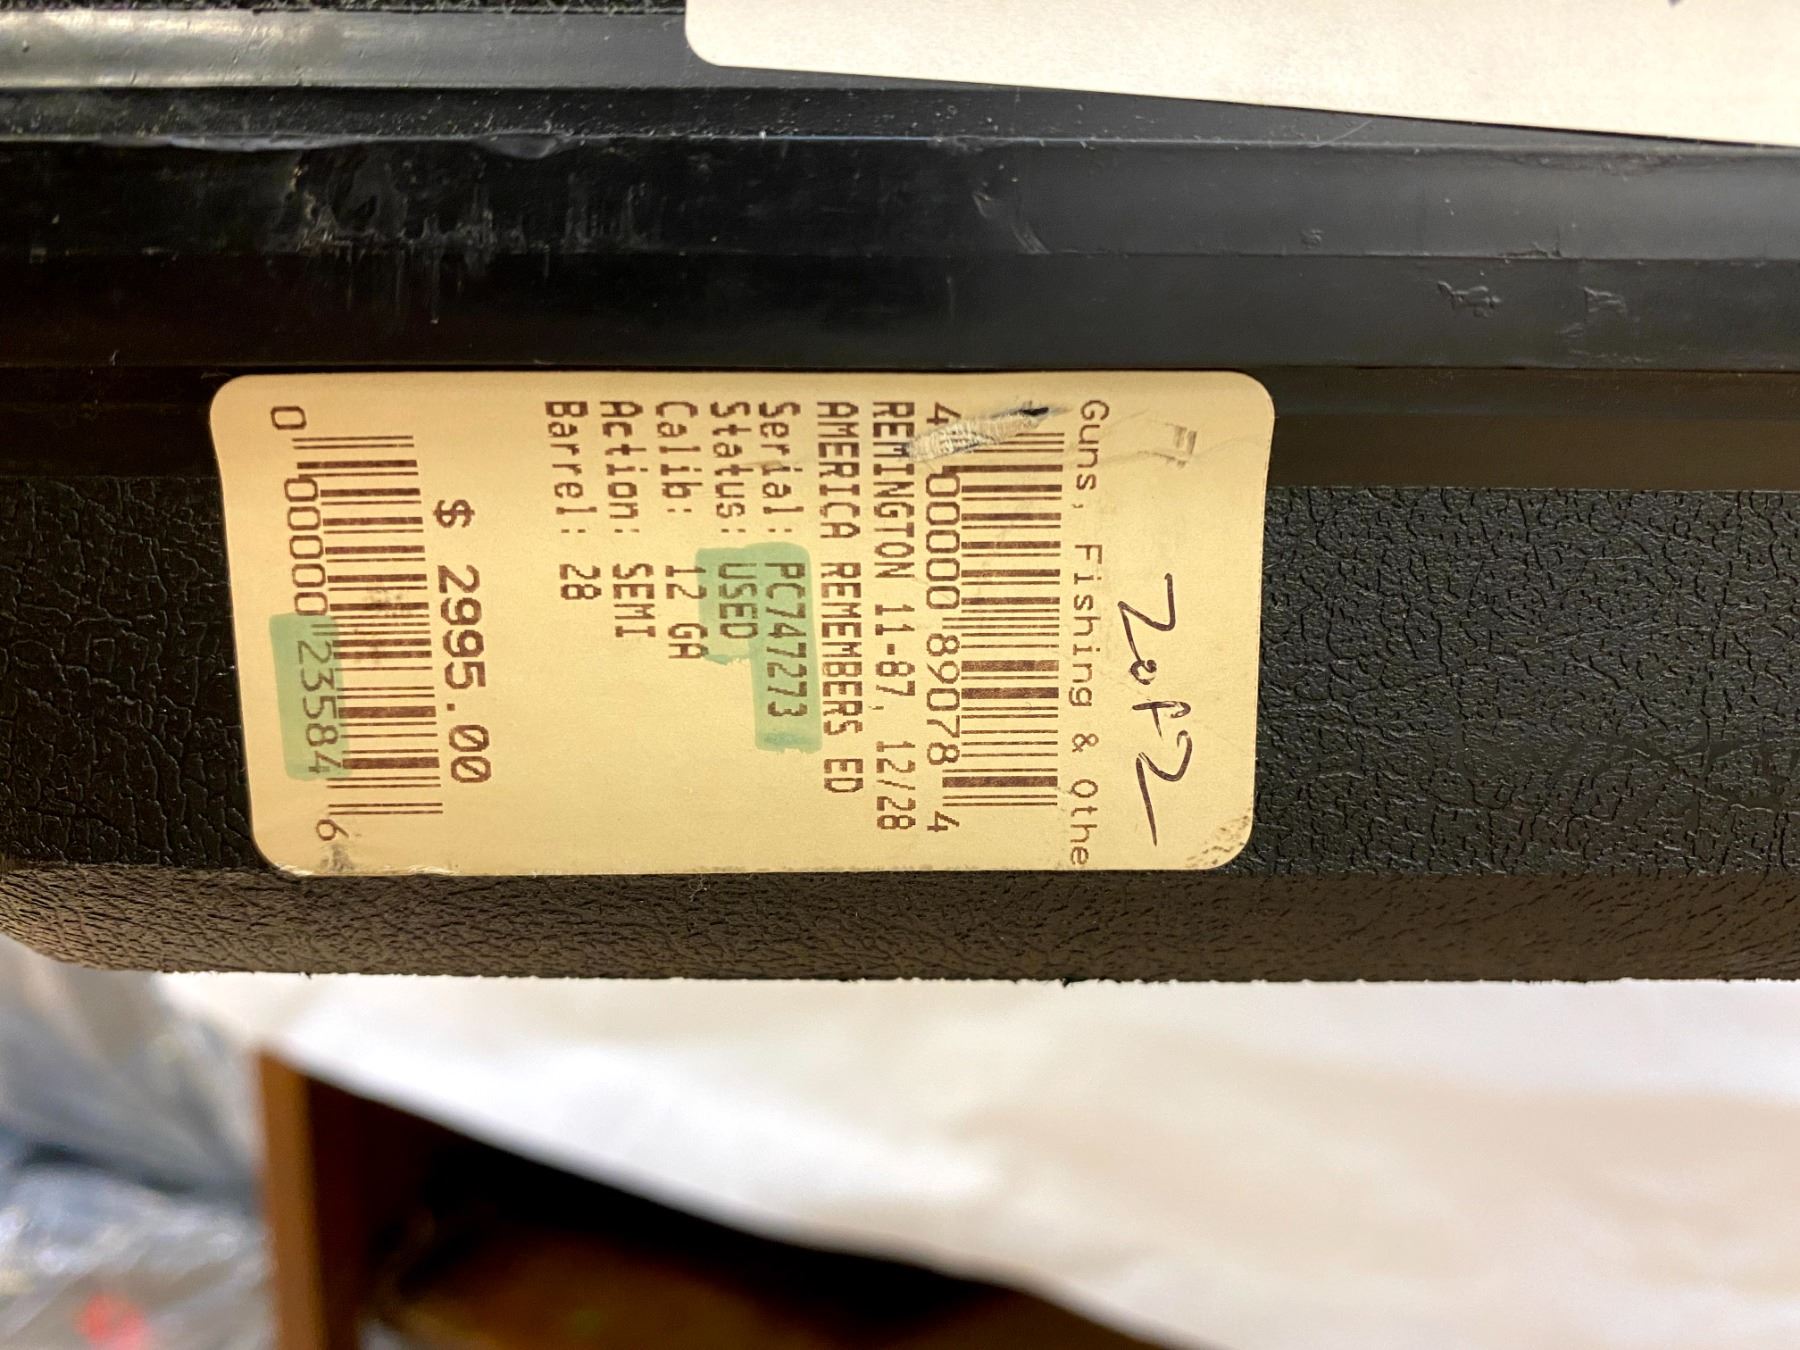 2 of 2
Guns, Fishing & Othe
4 00000 89078 4
REMINGTON 11-87, 12/28
AMERICA REMEMBERS ED
Serial: PC747273
Status: USED
Calib: 12 GA
Action: SEMI
Barrel: 28
$ 2995.00
0 00000 23584 6